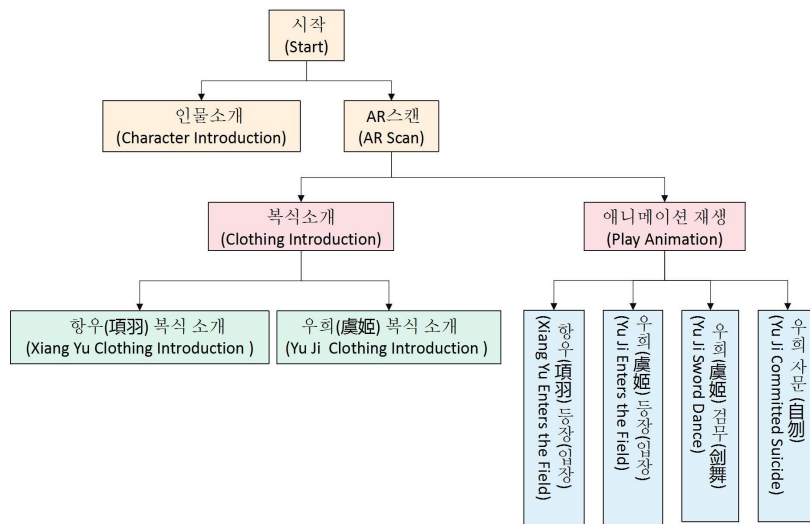 시작
(Start)
인물소개
(Character Introduction)
AR스캔
(AR Scan)
복식소개
(Clothing Introduction)
애니메이션 재생
(Play Animation)
항우(項羽) 복식 소개
(Xiang Yu Clothing Introduction )
우희(虞姬) 복식 소개
(Yu Ji  Clothing Introduction )
항우(項羽) 등장(입장)
(Xiang Yu Enters the Field)
우희(虞姬) 등장(입장)
(Yu Ji Enters the Field)
우희(虞姬) 검무(剑舞)
(Yu Ji Sword Dance)
우희 자문 (自刎)
(Yu Ji Committed Suicide)